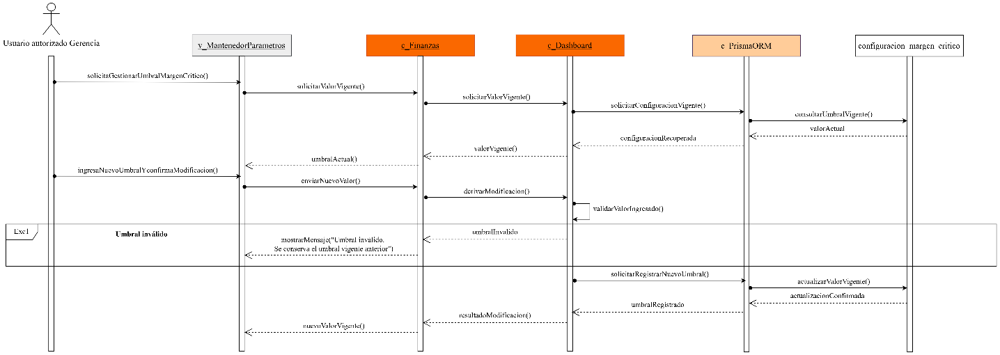 Usuario autorizado Gerencia
v_MantenedorParametros
c_Finanzas
c_Dashboard
c_PrismaORM
configuracion_margen_critico
solicitaGestionarUmbralMargenCritico()
solicitarValorVigente()
solicitarValorVigente()
solicitarConfiguracionVigente()
consultarUmbralVigente()
valorActual
configuracionRecuperada
valorVigente()
umbralActual()
ingresaNuevoUmbralYconfirmaModificacion()
enviarNuevoValor()
derivarModificacion()
validarValorIngresado()
Exc1
Umbral inválido
umbralInvalido
mostrarMensaje("Umbral invalido.
Se conserva el umbral vigente anterior")
solicitarRegistrarNuevoUmbral()
actualizarValorVigente()
actualizacionConfirmada
umbralRegistrado
resultadoModificacion()
nuevoValorVigente()